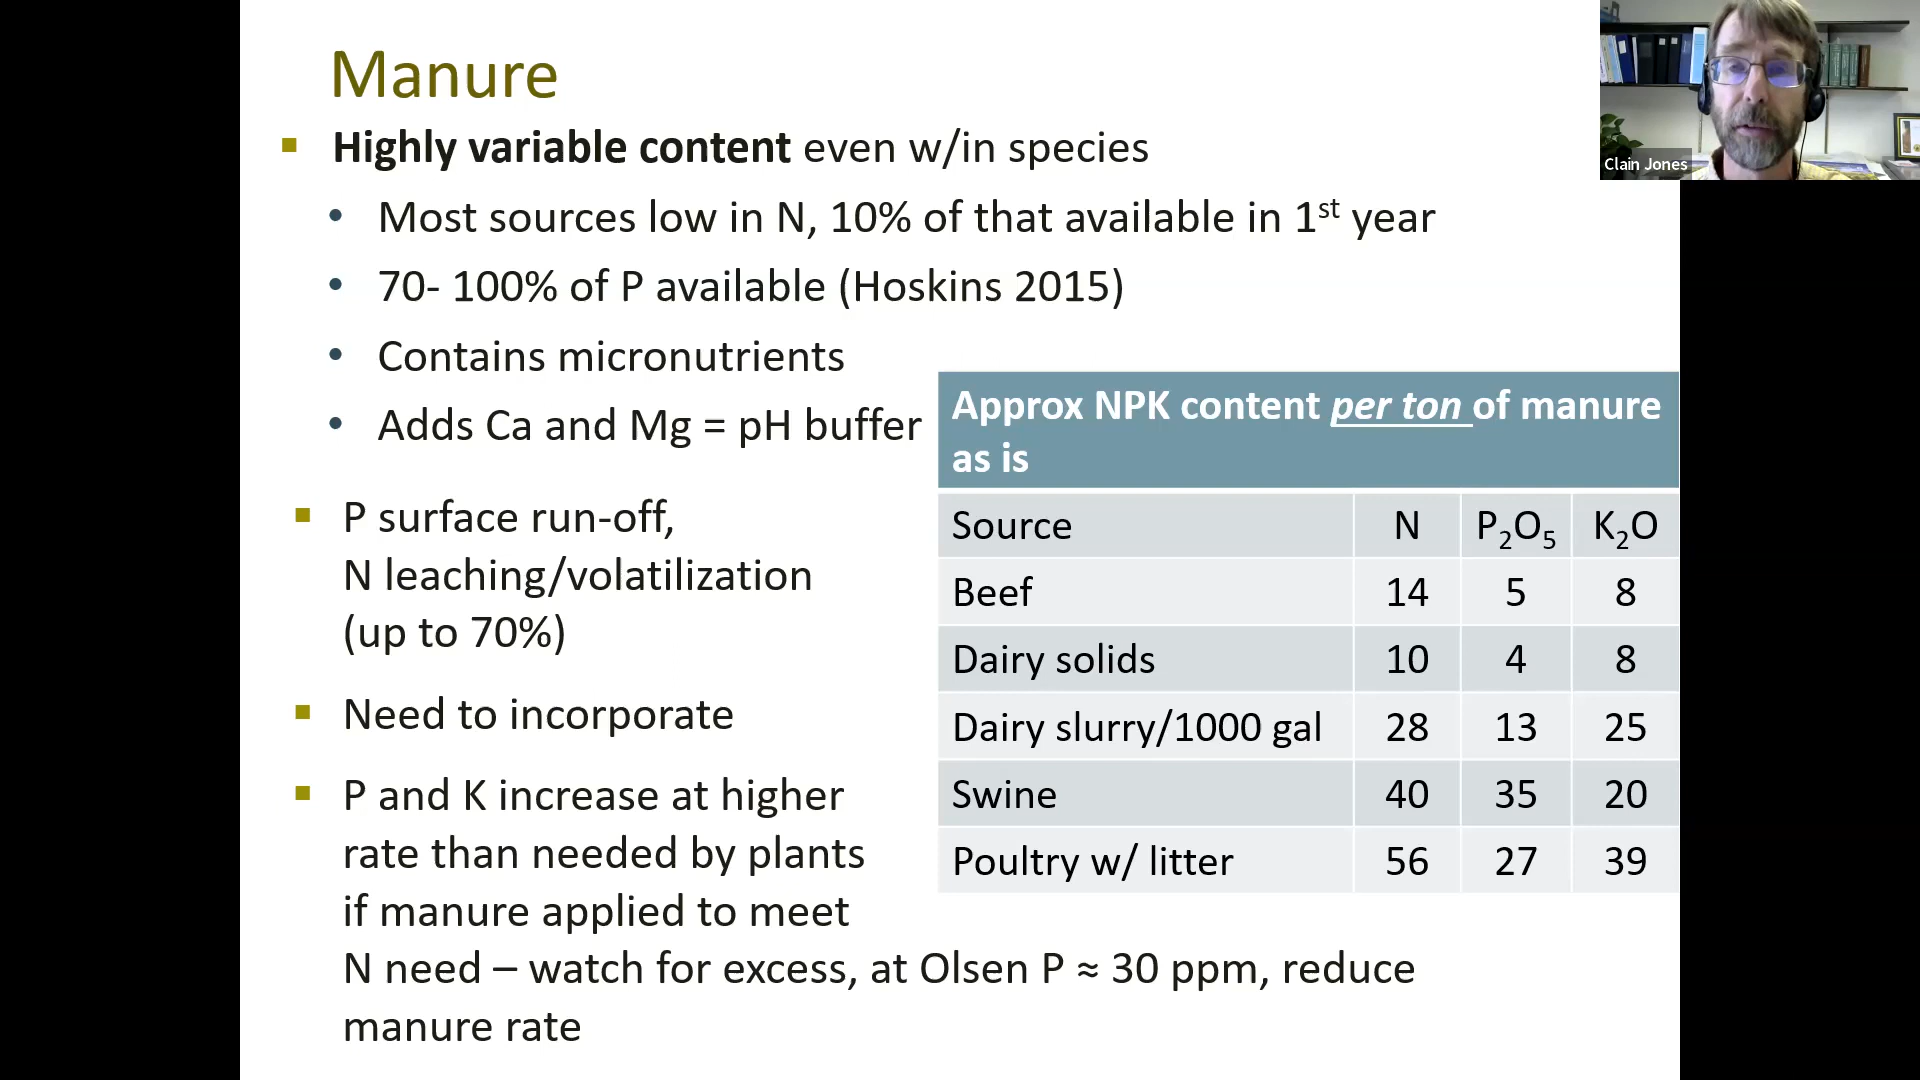 Manure
Highly variable content even w/in species
Most sources low in N, 10% of that available in 1st year
70- 100% of P available (Hoskins 2015)
Contains micronutrients
Adds Ca and Mg = pH buffer
P surface run-off,
N leaching/volatilization
(up to 70%)
Need to incorporate
P and K increase at higher
rate than needed by plants
if manure applied to meet
N need – watch for excess, at Olsen P ≈ 30 ppm, reduce
manure rate
Approx NPK content per ton of manure
as is
Source N P2O5 K2O
Beef 14 5 8
Dairy solids 10 4 8
Dairy slurry/1000 gal 28 13 25
Swine 40 35 20
Poultry w/ litter 56 27 39
Clain Jones